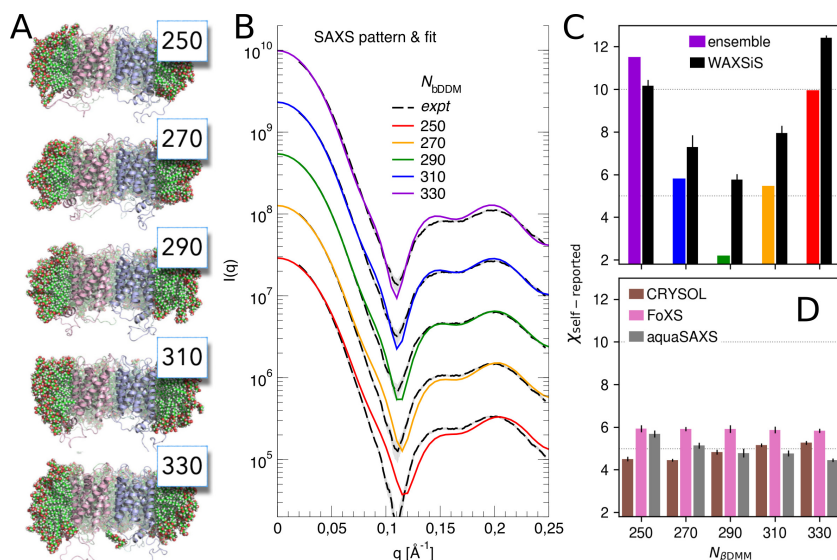 A
250
270
290
310
330
B
SAXS pattern & fit
N_bDDM
expt
250
270
290
310
330
I(q)
10^10
10^9
10^8
10^7
10^6
10^5
0
0,05
0,1
0,15
0,2
0,25
q [Å^-1]
C
ensemble
WAXSiS
12
10
8
6
4
2
χself – reported
D
CRYSOL
FoXS
aquaSAXS
12
10
8
6
4
2
250
270
290
310
330
N_βDMM